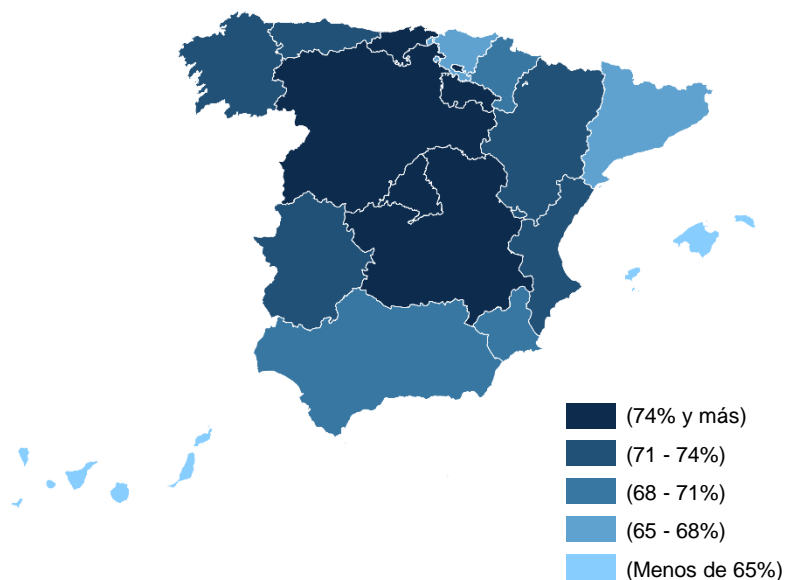 (74% y más)
(71 - 74%)
(68 - 71%)
(65 - 68%)
(Menos de 65%)